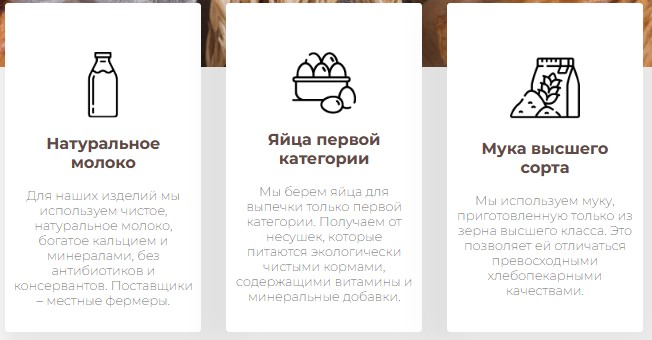 Натуральное
молоко
Для наших изделий мы
используем чистое,
натуральное молоко,
богатое кальцием и
минералами, без
антибиотиков и
консервантов. Поставщики
– местные фермеры.
Яйца первой
категории
Мы берем яйца для
выпечки только первой
категории. Получаем от
несушек, которые
питаются экологически
чистыми кормами,
содержащими витамины и
минеральные добавки.
Мука высшего
сорта
Мы используем муку,
приготовленную только из
зерна высшего класса. Это
позволяет ей отличаться
превосходными
хлебопекарными
качествами.